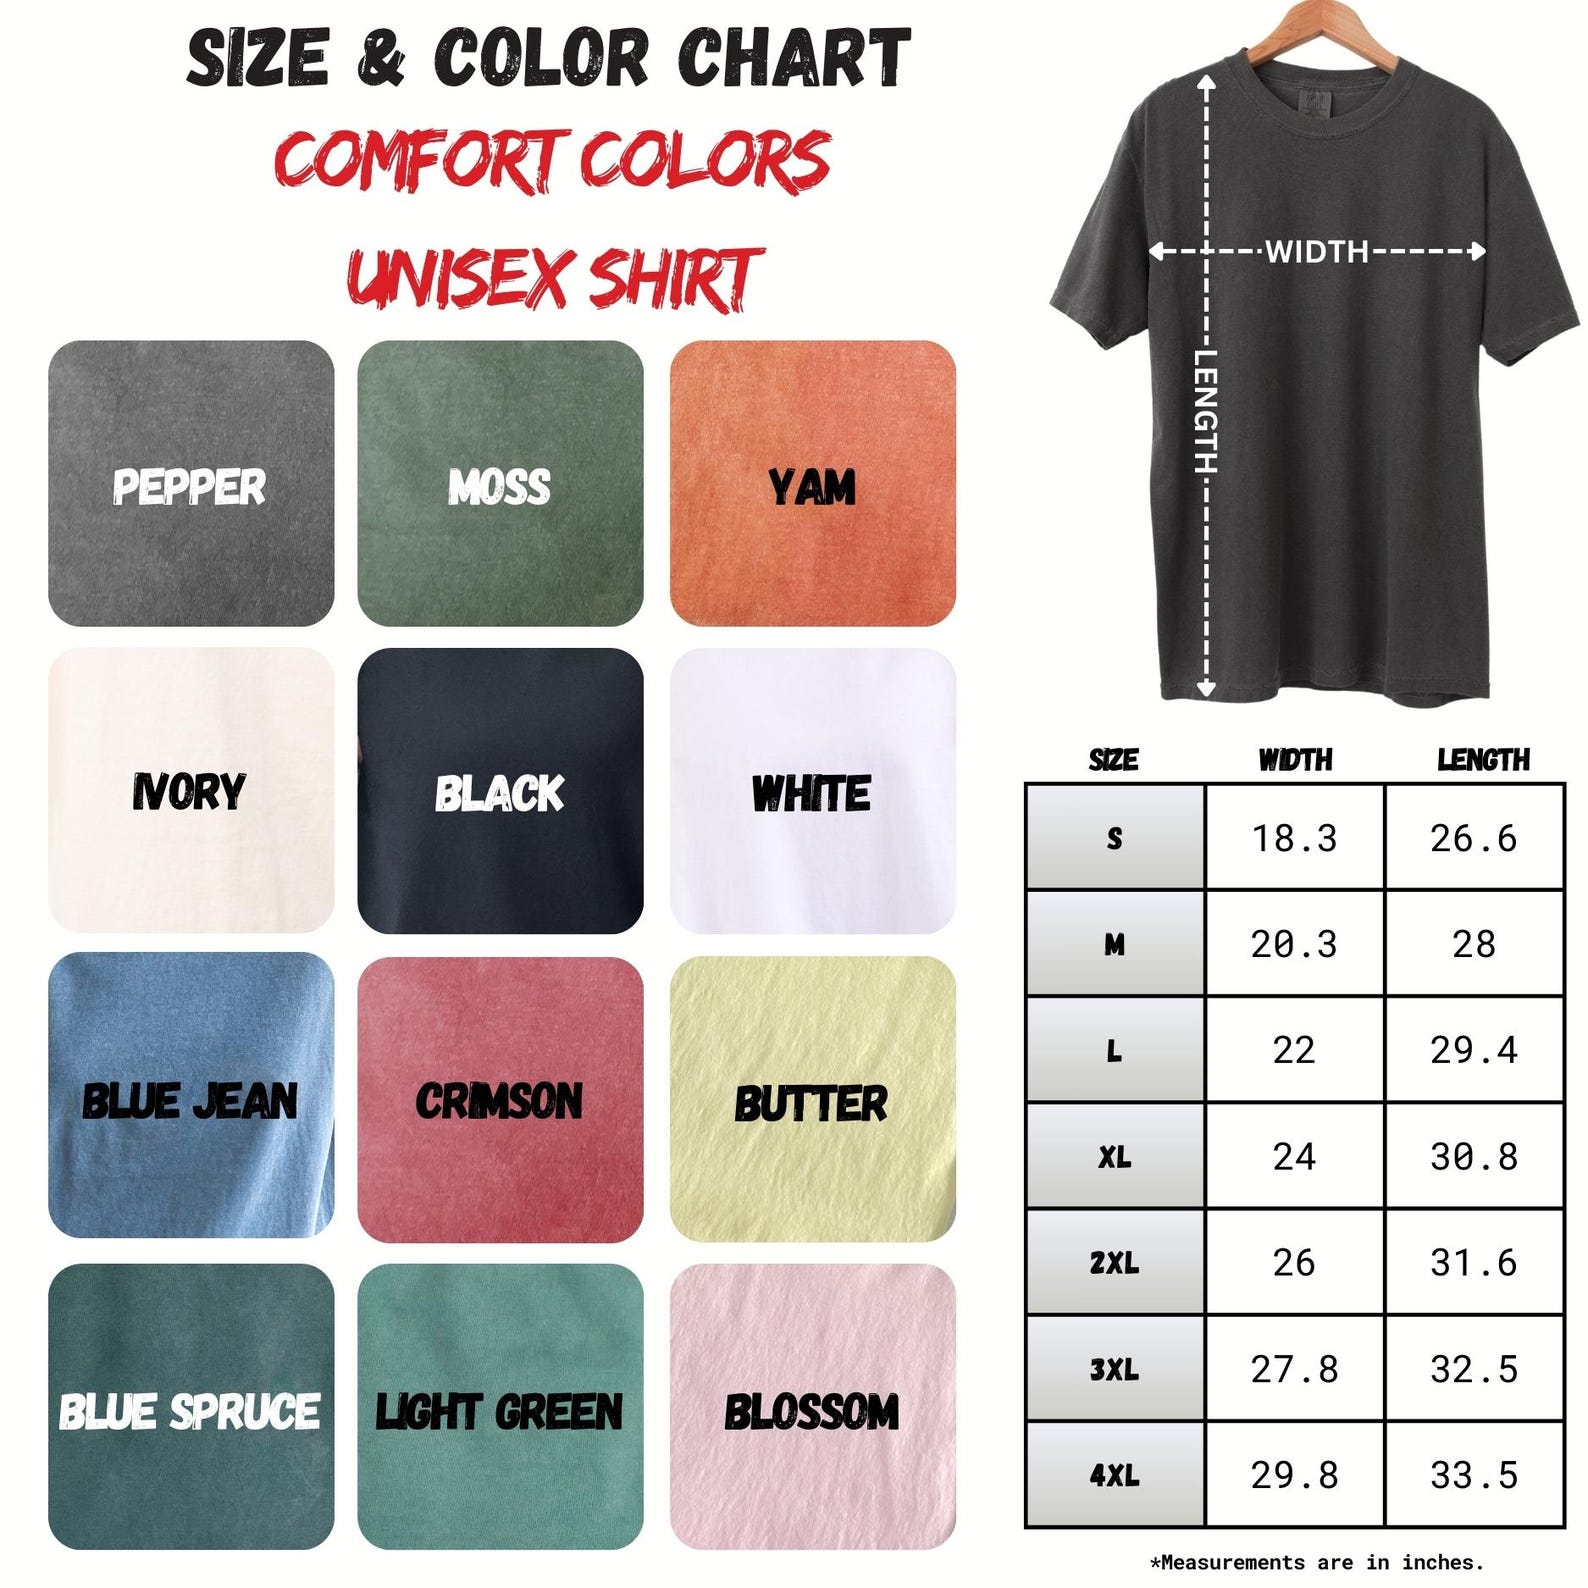 SIZE & COLOR CHART
COMFORT COLORS
UNISEX SHIRT
PEPPER
MOSS
YAM
IVORY
BLACK
WHITE
BLUE JEAN
CRIMSON
BUTTER
BLUE SPRUCE
LIGHT GREEN
BLOSSOM
WIDTH
LENGTH
SIZE WIDTH LENGTH
S 18.3 26.6
M 20.3 28
L 22 29.4
XL 24 30.8
2XL 26 31.6
3XL 27.8 32.5
4XL 29.8 33.5
*Measurements are in inches.